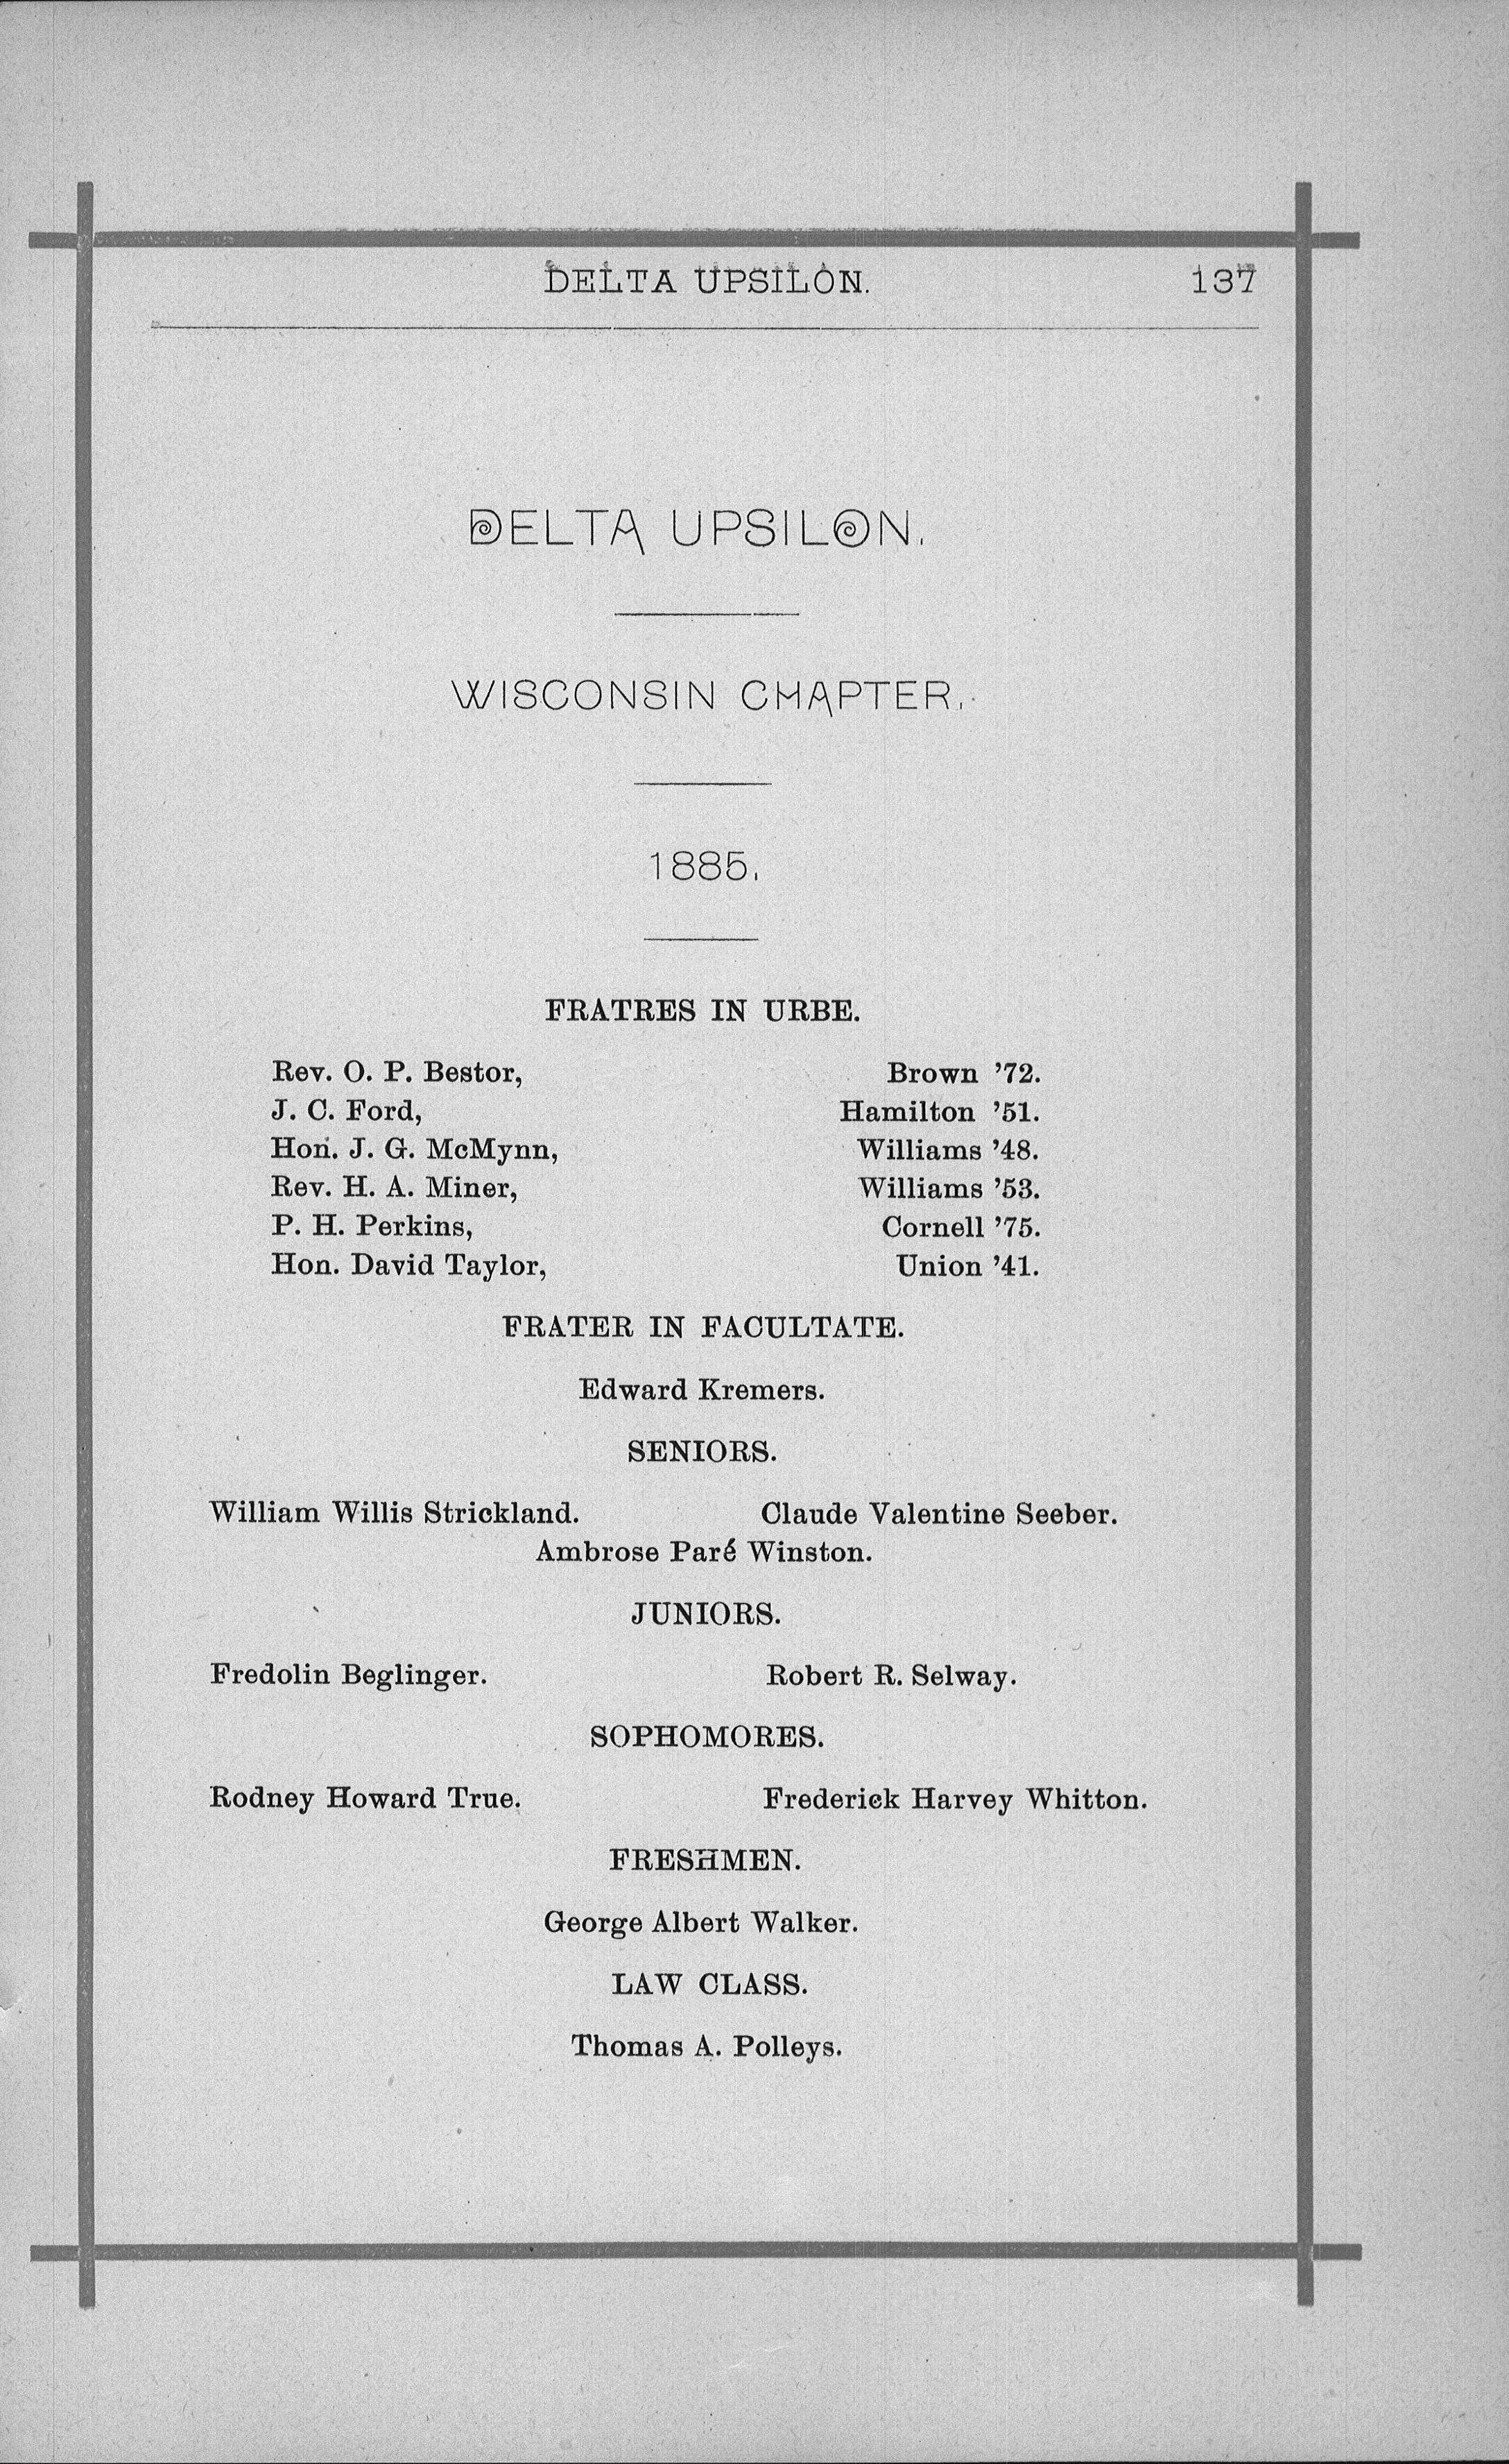 DELTA UPSILON. 137
DELTA UPSILON.
WISCONSIN CHAPTER.
1885.
FRATRES IN URBE.
Rev. O. P. Bestor, Brown ’72.
J. C. Ford, Hamilton ’51.
Hon. J. G. McMynn, Williams ’48.
Rev. H. A. Miner, Williams ’53.
P. H. Perkins, Cornell ’75.
Hon. David Taylor, Union ’41.
FRATER IN FACULTATE.
Edward Kremers.
SENIORS.
William Willis Strickland. Claude Valentine Seeber.
Ambrose Paré Winston.
JUNIORS.
Fredolin Beglinger. Robert R. Selway.
SOPHOMORES.
Rodney Howard True. Frederick Harvey Whitton.
FRESHMEN.
George Albert Walker.
LAW CLASS.
Thomas A. Polleys.